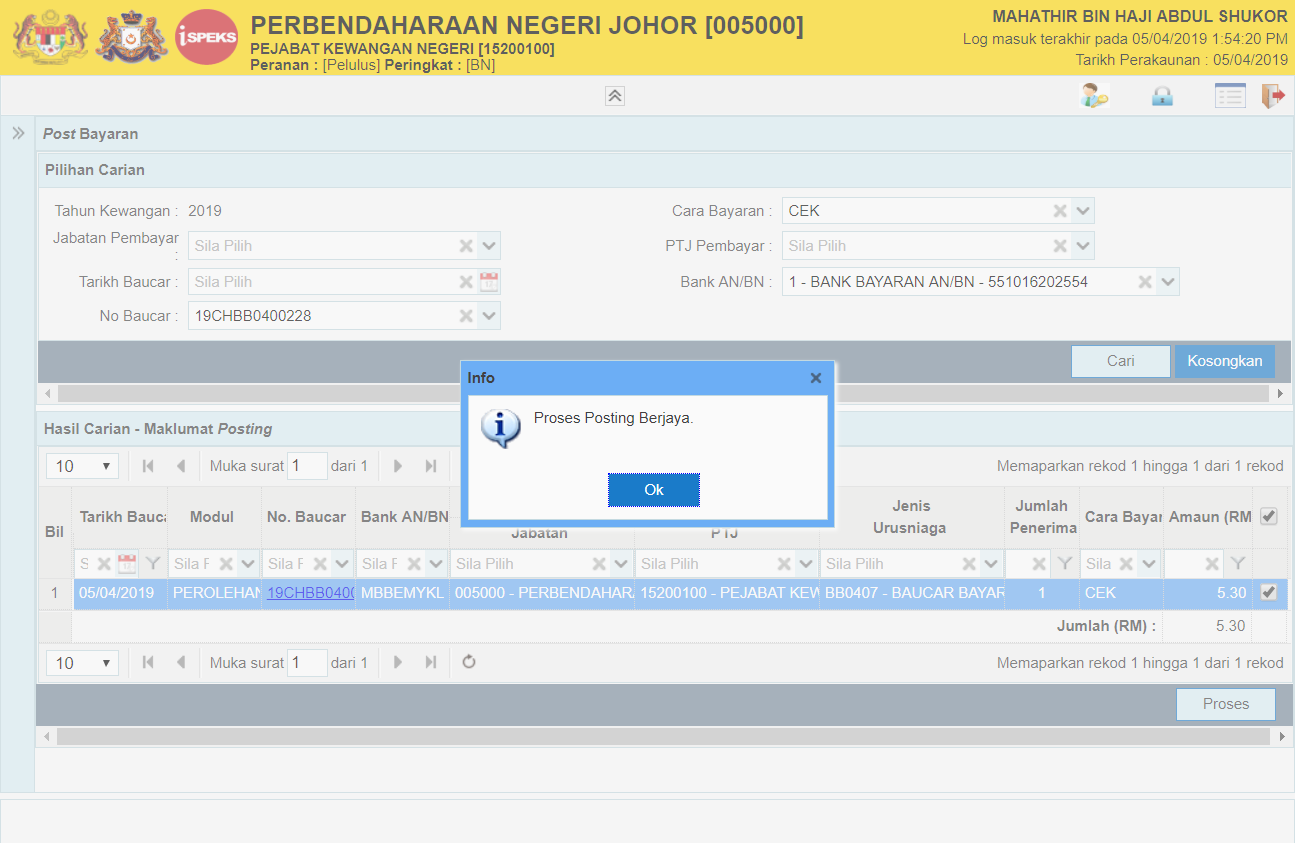 iSPEKS
PERBENDAHARAAN NEGERI JOHOR [005000]
PEJABAT KEWANGAN NEGERI [15200100]
Peranan : [Pelulus] Peringkat : [BN]
MAHATHIR BIN HAJI ABDUL SHUKOR
Log masuk terakhir pada 05/04/2019 1:54:20 PM
Tarikh Perakaunan : 05/04/2019
Post Bayaran
Pilihan Carian
Tahun Kewangan : 2019
Cara Bayaran : CEK
Jabatan Pembayar : Sila Pilih
PTJ Pembayar : Sila Pilih
Tarikh Baucar : Sila Pilih
Bank AN/BN : 1 - BANK BAYARAN AN/BN - 551016202554
No Baucar : 19CHBB0400228
Cari Kosongkan
Info
Proses Posting Berjaya.
Ok
Hasil Carian - Maklumat Posting
10 Muka surat 1 dari 1
Memaparkan rekod 1 hingga 1 dari 1 rekod
Bil Tarikh Bauca Modul No. Baucar Bank AN/BN Jabatan PTJ Jenis Urusniaga Jumlah Penerima Cara Bayar Amaun (RM
S Sila F Sila F Sila F Sila Pilih Sila Pilih Sila Pilih Sila
1 05/04/2019 PEROLEHAN 19CHBB0400 MBBEMYKL 005000 - PERBENDAHARA 15200100 - PEJABAT KEW BB0407 - BAUCAR BAYAR 1 CEK 5.30
Jumlah (RM) : 5.30
10 Muka surat 1 dari 1
Memaparkan rekod 1 hingga 1 dari 1 rekod
Proses